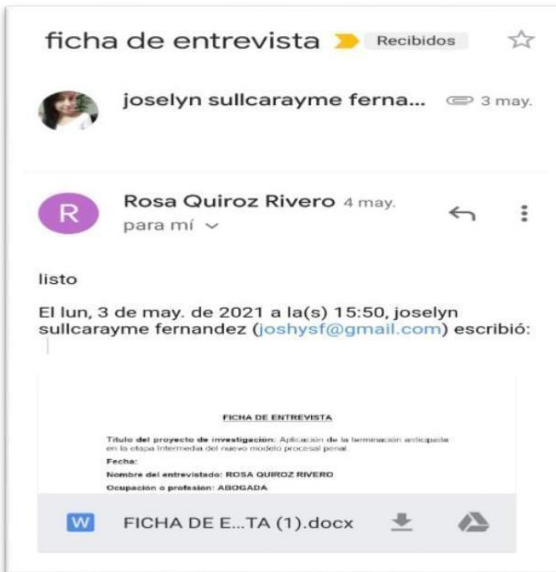 ficha de entrevista Recibidos
joselyn sullcarayme ferna... 3 may.
R
Rosa Quiroz Rivero 4 may.
para mí
listo
El lun, 3 de may. de 2021 a la(s) 15:50, joselyn
sullcarayme fernandez (joshysf@gmail.com) escribió:
FICHA DE ENTREVISTA
Título del proyecto de investigación: Aplicación de la terminación anticipada
en la etapa intermedia del nuevo modelo procesal penal
Fecha:
Nombre del entrevistado: ROSA QUIROZ RIVERO
Ocupación o profesión: ABOGADA
W FICHA DE E...TA (1).docx